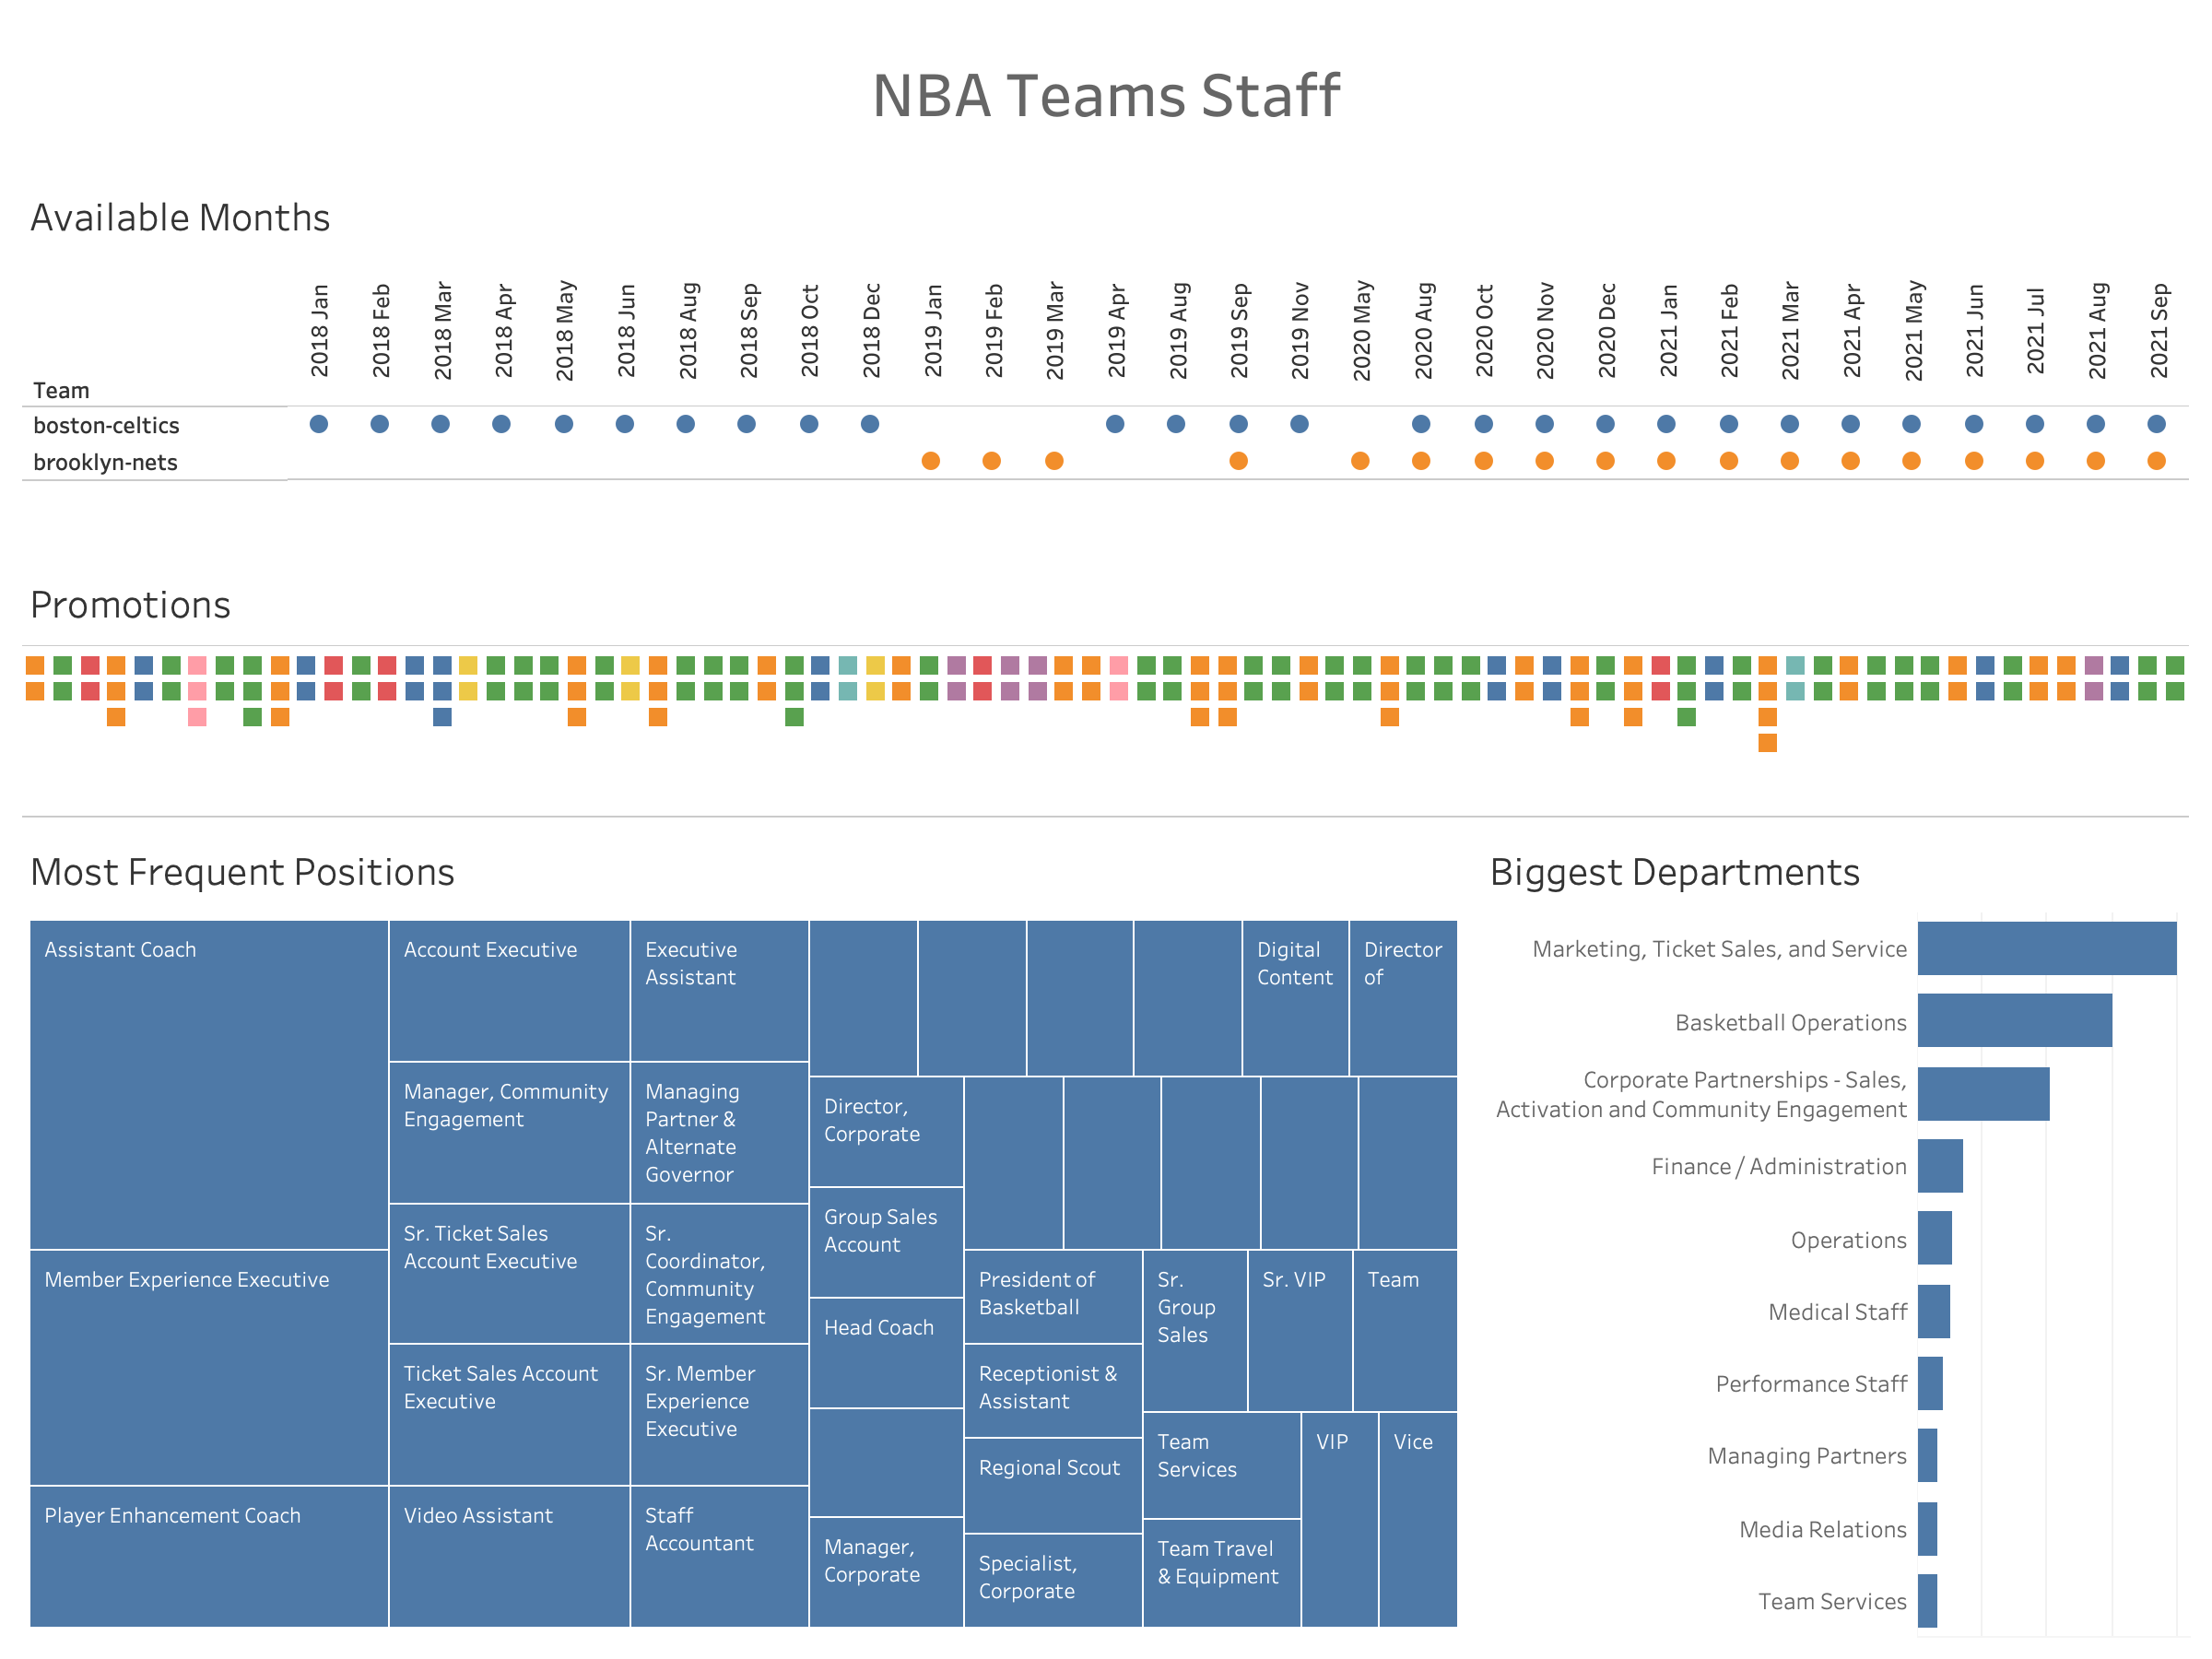 NBA Teams Staff
Available Months
2018 Jan
2018 Feb
2018 Mar
2018 Apr
2018 May
2018 Jun
2018 Aug
2018 Sep
2018 Oct
2018 Dec
2019 Jan
2019 Feb
2019 Mar
2019 Apr
2019 Aug
2019 Sep
2019 Nov
2020 May
2020 Aug
2020 Oct
2020 Nov
2020 Dec
2021 Jan
2021 Feb
2021 Mar
2021 Apr
2021 May
2021 Jun
2021 Jul
2021 Aug
2021 Sep
Team
boston-celtics
brooklyn-nets
Promotions
Most Frequent Positions
Assistant Coach
Member Experience Executive
Player Enhancement Coach
Account Executive
Manager, Community
Engagement
Sr. Ticket Sales
Account Executive
Ticket Sales Account
Executive
Video Assistant
Executive
Assistant
Managing
Partner &
Alternate
Governor
Sr.
Coordinator,
Community
Engagement
Sr. Member
Experience
Executive
Staff
Accountant
Digital
Content
Director
of
Director,
Corporate
Group Sales
Account
Head Coach
Manager,
Corporate
President of
Basketball
Receptionist &
Assistant
Regional Scout
Specialist,
Corporate
Sr.
Group
Sales
Sr. VIP
Team
Team
Services
Team Travel
& Equipment
VIP
Vice
Biggest Departments
Marketing, Ticket Sales, and Service
Basketball Operations
Corporate Partnerships - Sales,
Activation and Community Engagement
Finance / Administration
Operations
Medical Staff
Performance Staff
Managing Partners
Media Relations
Team Services